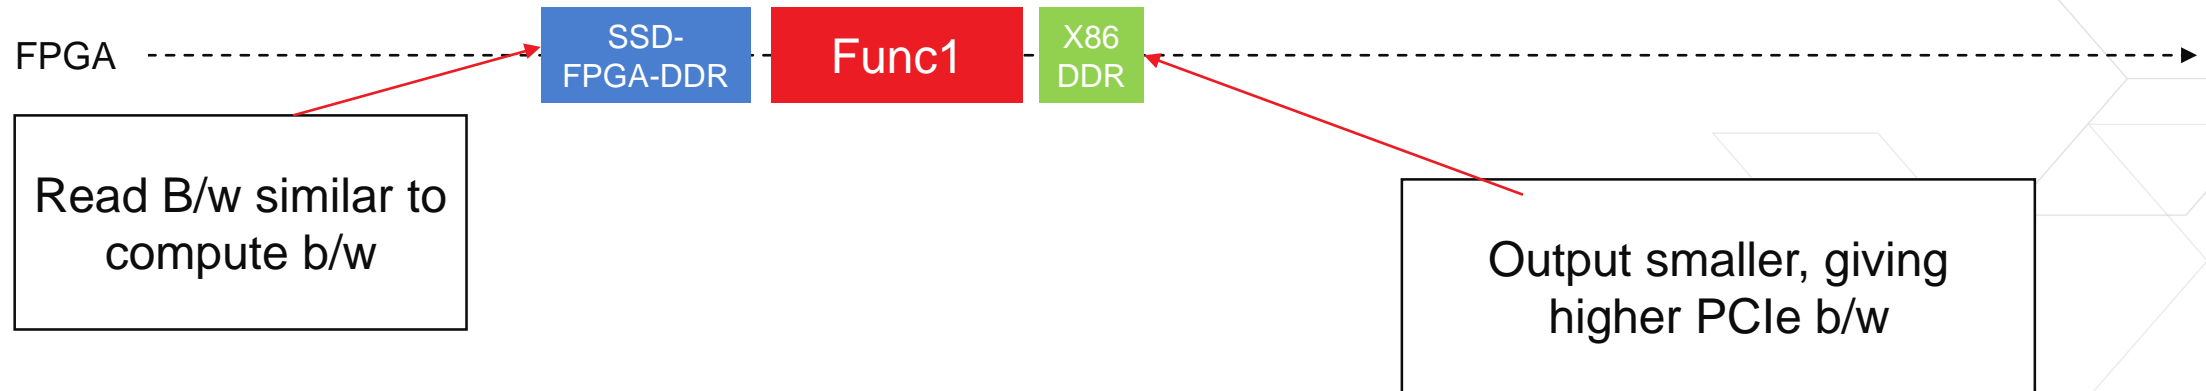 FPGA
SSD-
FPGA-DDR
Func1
X86
DDR
Read B/w similar to
compute b/w
Output smaller, giving
higher PCIe b/w